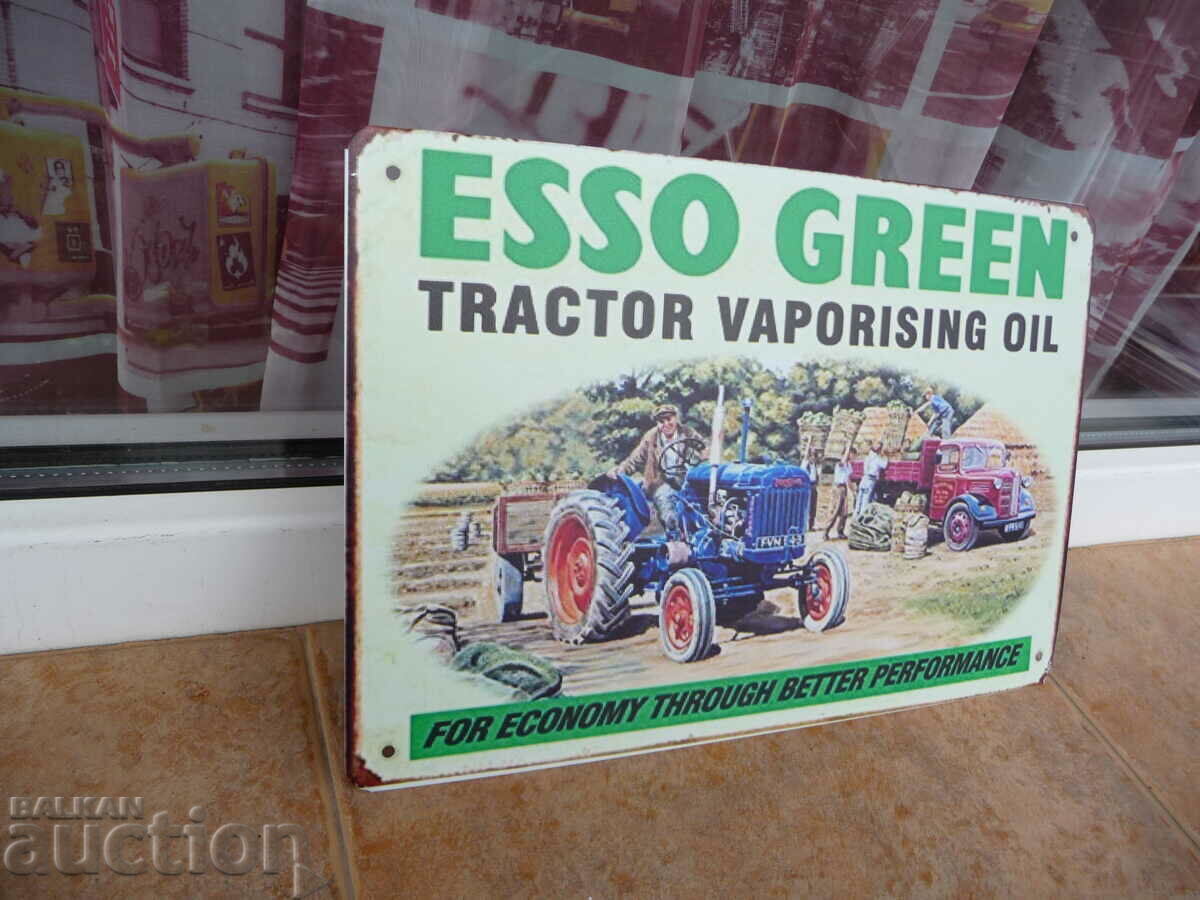 ESSO GREEN
TRACTOR VAPORISING OIL
FOR ECONOMY THROUGH BETTER PERFORMANCE
BALKAN
auction